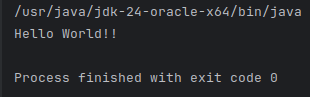 /usr/java/jdk-24-oracle-x64/bin/java
Hello World!!
Process finished with exit code 0